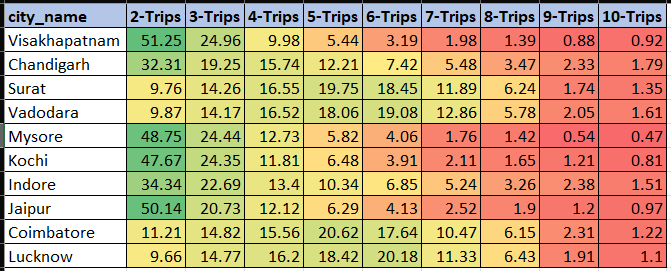 city_name 2-Trips 3-Trips 4-Trips 5-Trips 6-Trips 7-Trips 8-Trips 9-Trips 10-Trips
Visakhapatnam 51.25 24.96 9.98 5.44 3.19 1.98 1.39 0.88 0.92
Chandigarh 32.31 19.25 15.74 12.21 7.42 5.48 3.47 2.33 1.79
Surat 9.76 14.26 16.55 19.75 18.45 11.89 6.24 1.74 1.35
Vadodara 9.87 14.17 16.52 18.06 19.08 12.86 5.78 2.05 1.61
Mysore 48.75 24.44 12.73 5.82 4.06 1.76 1.42 0.54 0.47
Kochi 47.67 24.35 11.81 6.48 3.91 2.11 1.65 1.21 0.81
Indore 34.34 22.69 13.4 10.34 6.85 5.24 3.26 2.38 1.51
Jaipur 50.14 20.73 12.12 6.29 4.13 2.52 1.9 1.2 0.97
Coimbatore 11.21 14.82 15.56 20.62 17.64 10.47 6.15 2.31 1.22
Lucknow 9.66 14.77 16.2 18.42 20.18 11.33 6.43 1.91 1.1